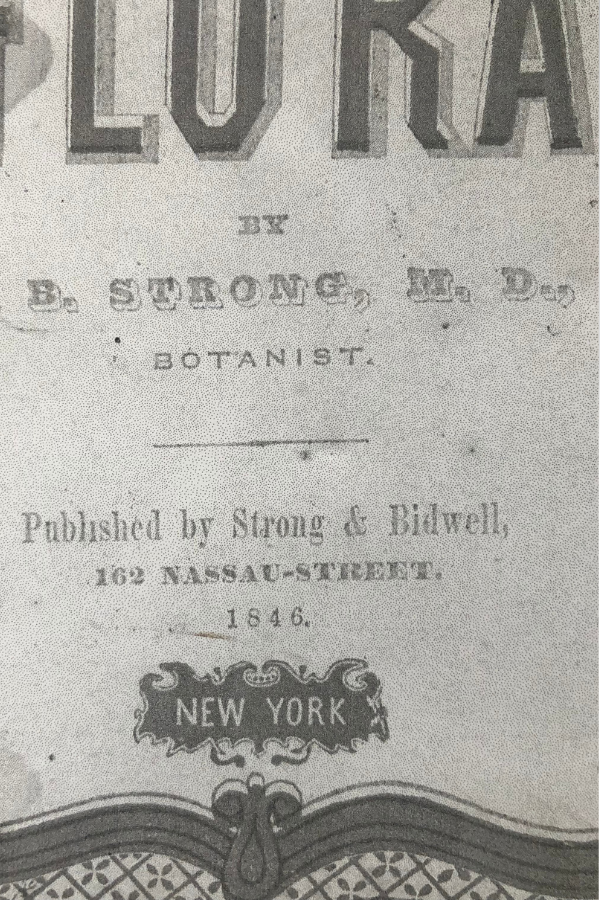 FLORA
BY
B. STRONG, M. D.,
BOTANIST.
Published by Strong & Bidwell,
162 NASSAU-STREET.
1846.
NEW YORK